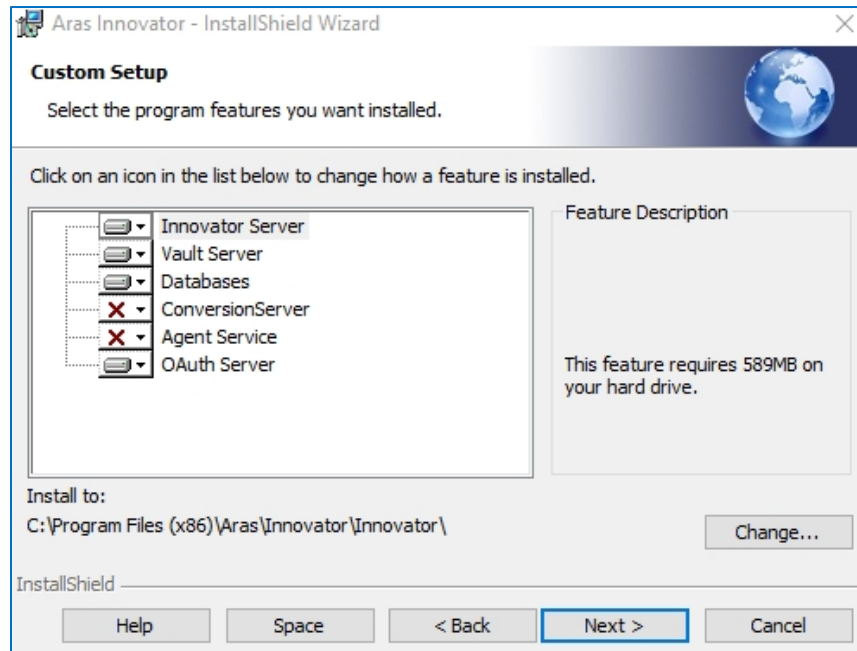 Aras Innovator - InstallShield Wizard
Custom Setup
Select the program features you want installed.
Click on an icon in the list below to change how a feature is installed.
Innovator Server
Vault Server
Databases
ConversionServer
Agent Service
OAuth Server
Feature Description
This feature requires 589MB on
your hard drive.
Install to:
C:\Program Files (x86)\Aras\Innovator\Innovator\
Change...
InstallShield
Help
Space
< Back
Next >
Cancel